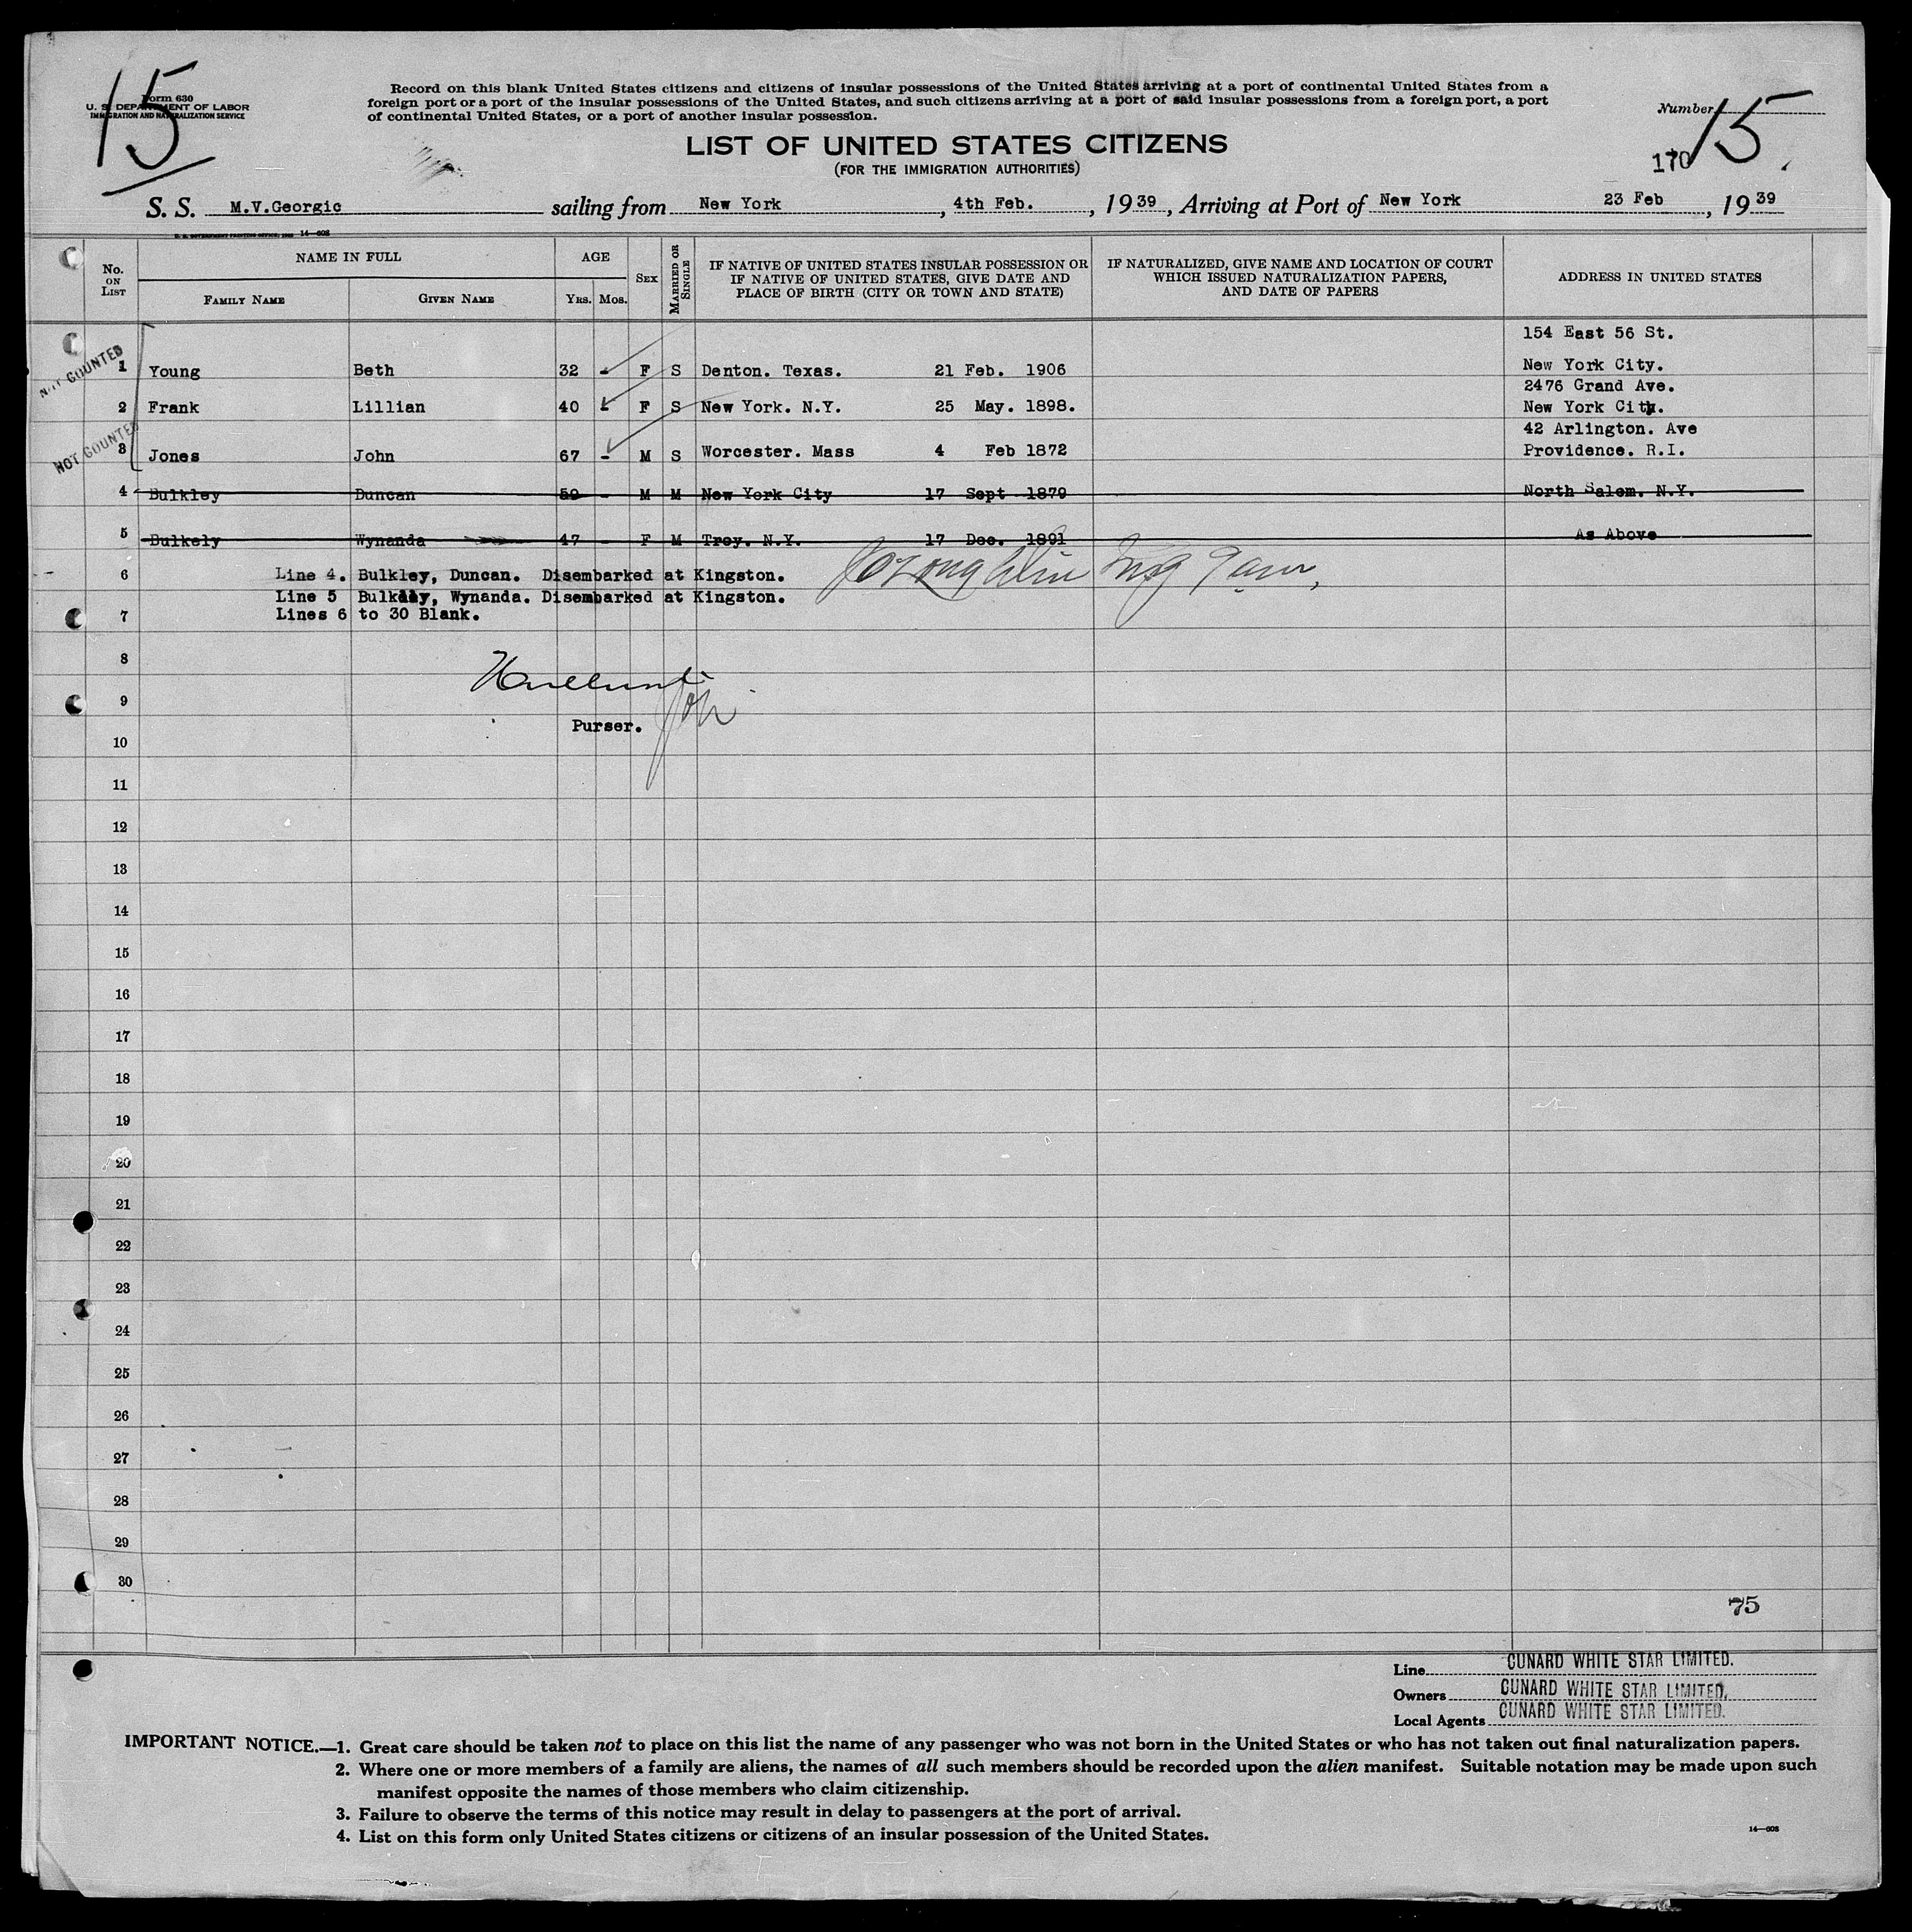 15
Form 630
U. S. DEPARTMENT OF LABOR
IMMIGRATION AND NATURALIZATION SERVICE
Record on this blank United States citizens and citizens of insular possessions of the United States arriving at a port of continental United States from a
foreign port or a port of the insular possessions of the United States, and such citizens arriving at a port of said insular possessions from a foreign port, a port
of continental United States, or a port of another insular possession.
Number 15
170
LIST OF UNITED STATES CITIZENS
(FOR THE IMMIGRATION AUTHORITIES)
S. S. M.V.Georgic sailing from New York, 4th Feb., 1939, Arriving at Port of New York 23 Feb, 1939
U. S. GOVERNMENT PRINTING OFFICE 14—608
No. ON LIST
NAME IN FULL
FAMILY NAME GIVEN NAME
AGE
YRS. MOS.
SEX
MARRIED OR SINGLE
IF NATIVE OF UNITED STATES INSULAR POSSESSION OR
IF NATIVE OF UNITED STATES, GIVE DATE AND
PLACE OF BIRTH (CITY OR TOWN AND STATE)
IF NATURALIZED, GIVE NAME AND LOCATION OF COURT
WHICH ISSUED NATURALIZATION PAPERS,
AND DATE OF PAPERS
ADDRESS IN UNITED STATES
154 East 56 St.
NOT COUNTED
1 Young Beth 32 - F S Denton. Texas. 21 Feb. 1906 New York City.
2476 Grand Ave.
2 Frank Lillian 40 - F S New York. N.Y. 25 May. 1898. New York City.
42 Arlington. Ave
NOT COUNTED
3 Jones John 67 - M S Worcester. Mass 4 Feb 1872 Providence. R.I.
4 Bulkley Duncan 59 - M M New York City 17 Sept 1879 North Salem. N.Y.
5 Bulkely Wynanda 47 - F M Troy. N.Y. 17 Dec. 1891 As Above
6 Line 4. Bulkley, Duncan. Disembarked at Kingston.
Line 5 Bulkley, Wynanda. Disembarked at Kingston.
7 Lines 6 to 30 Blank.
8
9
Purser.
10
11
12
13
14
15
16
17
18
19
20
21
22
23
24
25
26
27
28
29
30
75
Line CUNARD WHITE STAR LIMITED.
Owners CUNARD WHITE STAR LIMITED.
Local Agents CUNARD WHITE STAR LIMITED.
IMPORTANT NOTICE.—1. Great care should be taken not to place on this list the name of any passenger who was not born in the United States or who has not taken out final naturalization papers.
2. Where one or more members of a family are aliens, the names of all such members should be recorded upon the alien manifest. Suitable notation may be made upon such
manifest opposite the names of those members who claim citizenship.
3. Failure to observe the terms of this notice may result in delay to passengers at the port of arrival.
4. List on this form only United States citizens or citizens of an insular possession of the United States.
14—608